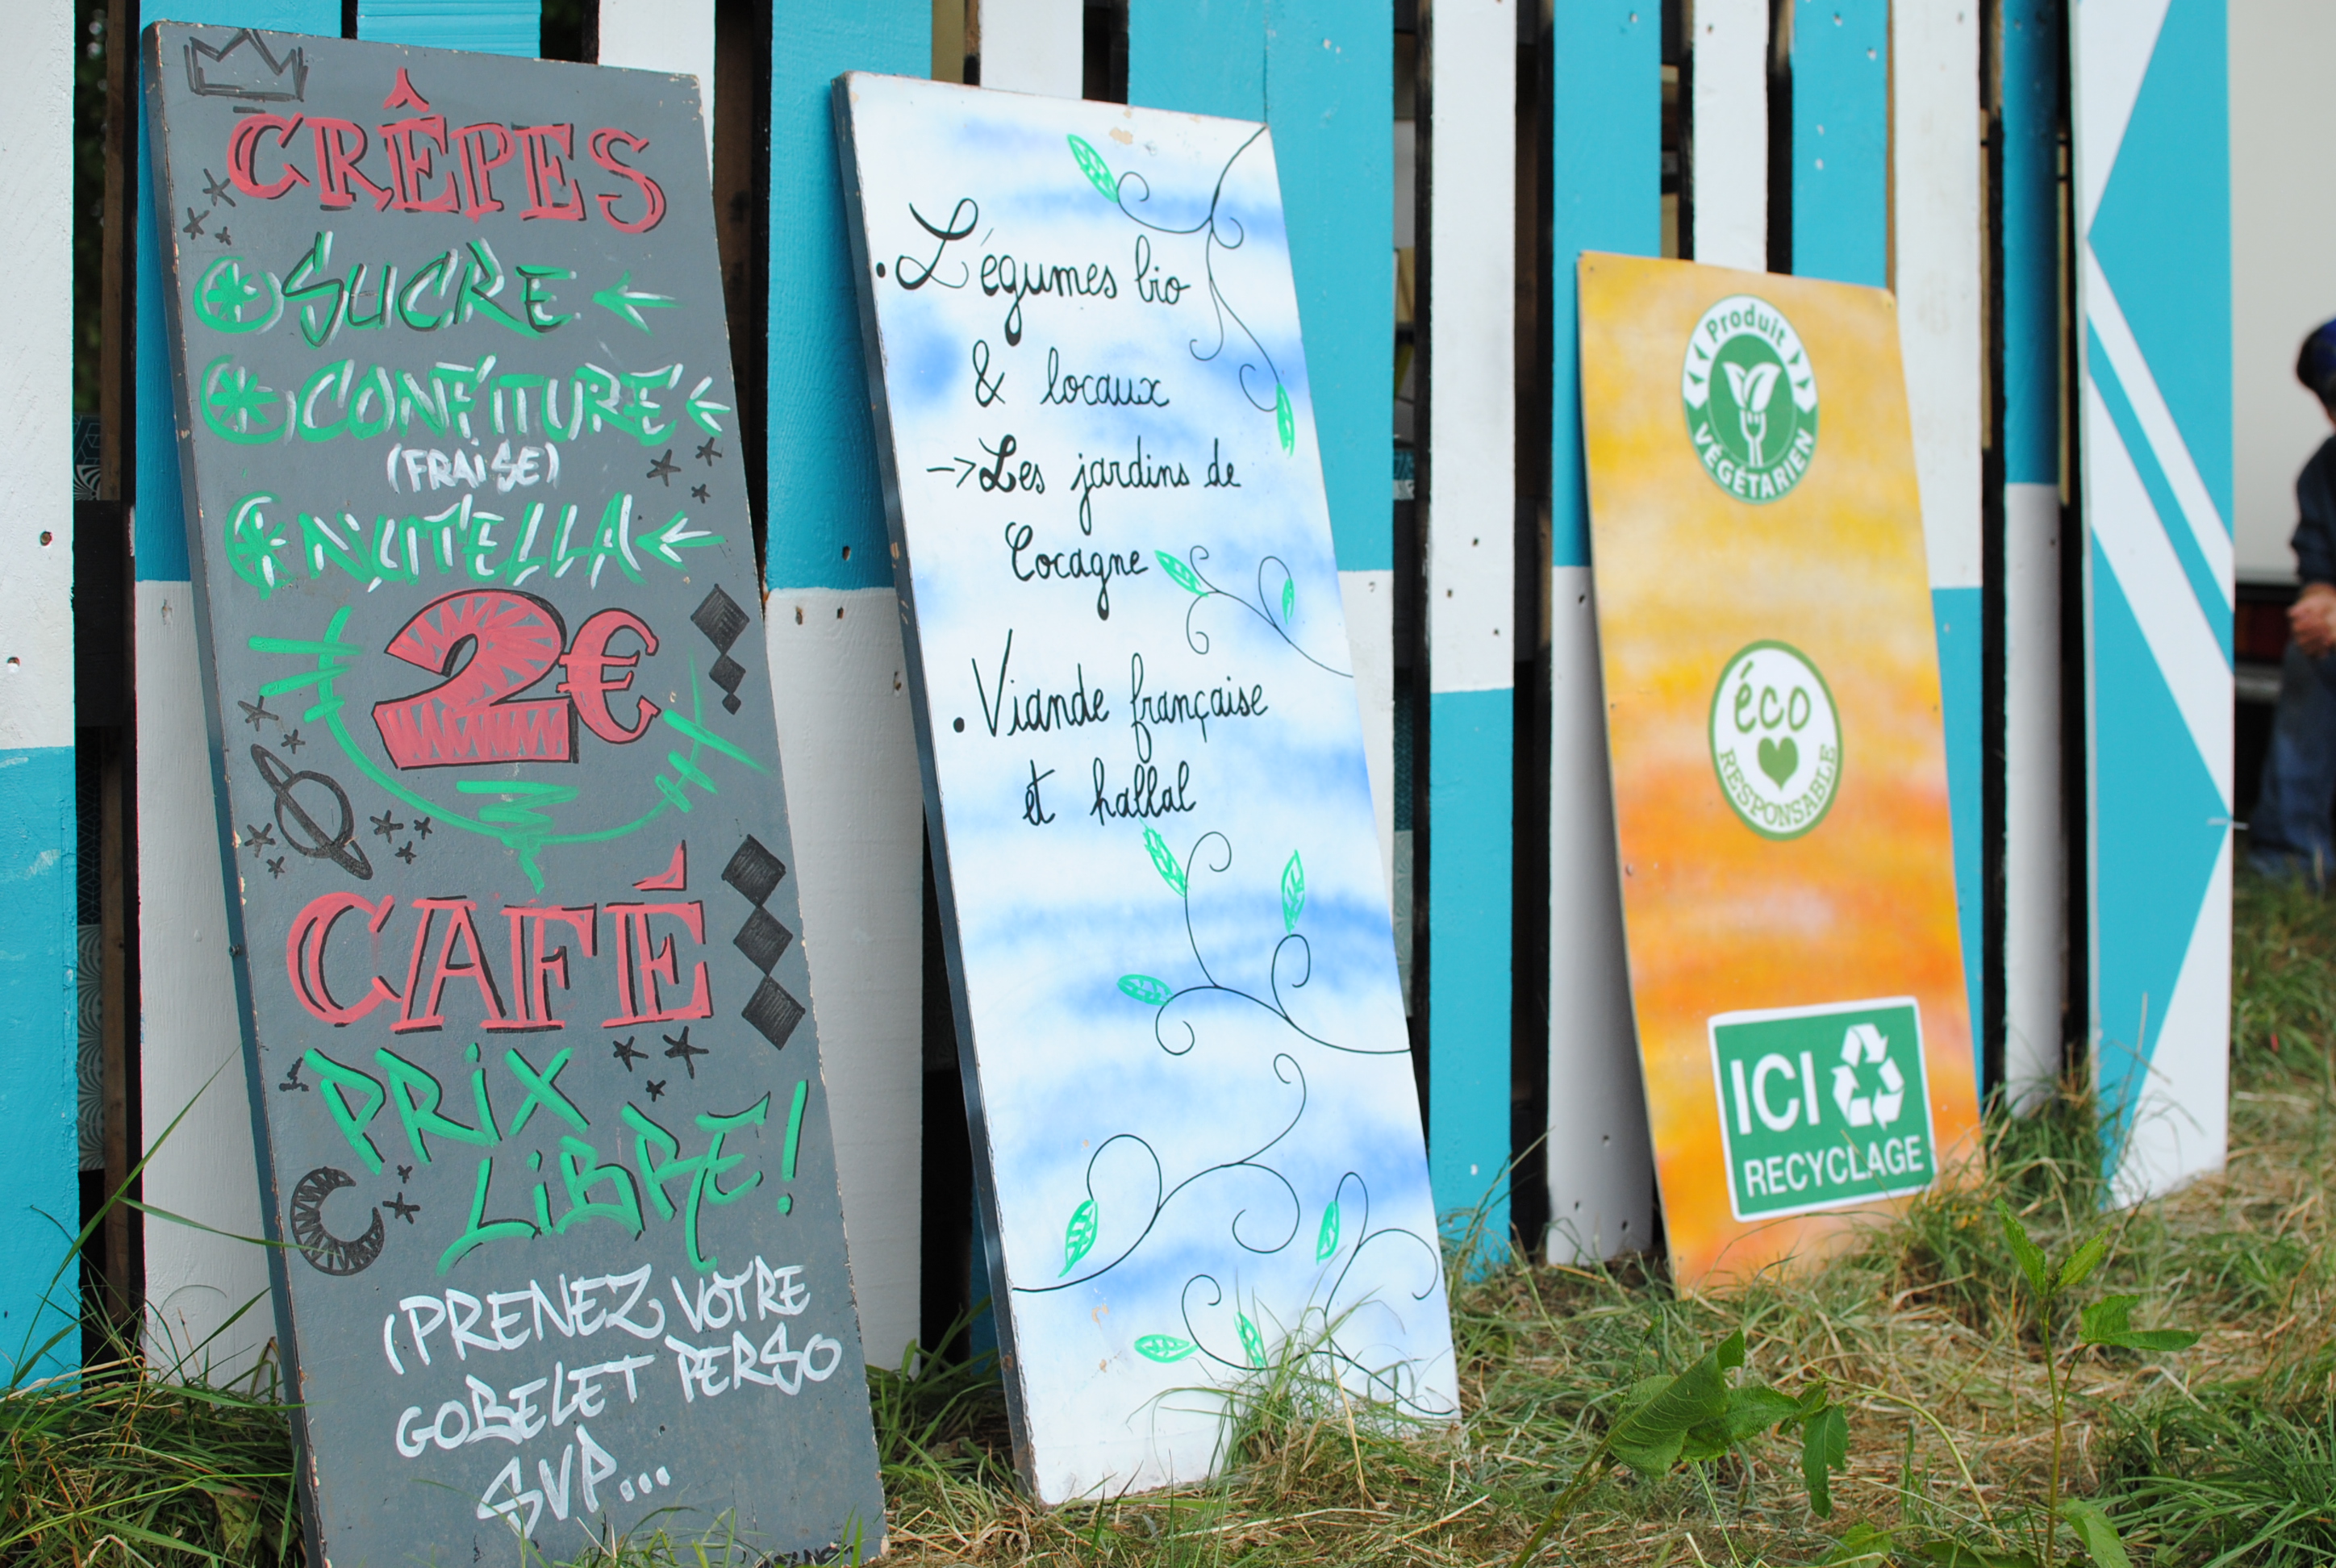 CRÊPES
SUCRE
CONFITURE
(FRAISE)
NUTELLA
2€
CAFÉ
PRIX
LIBRE!
(PRENEZ VOTRE
GOBELET PERSO
SVP...
. Légumes bio
& locaux
-> Les jardins de
Cocagne
. Viande française
et hallal
Produit
VÉGÉTARIEN
éco
RESPONSABLE
ICI
RECYCLAGE